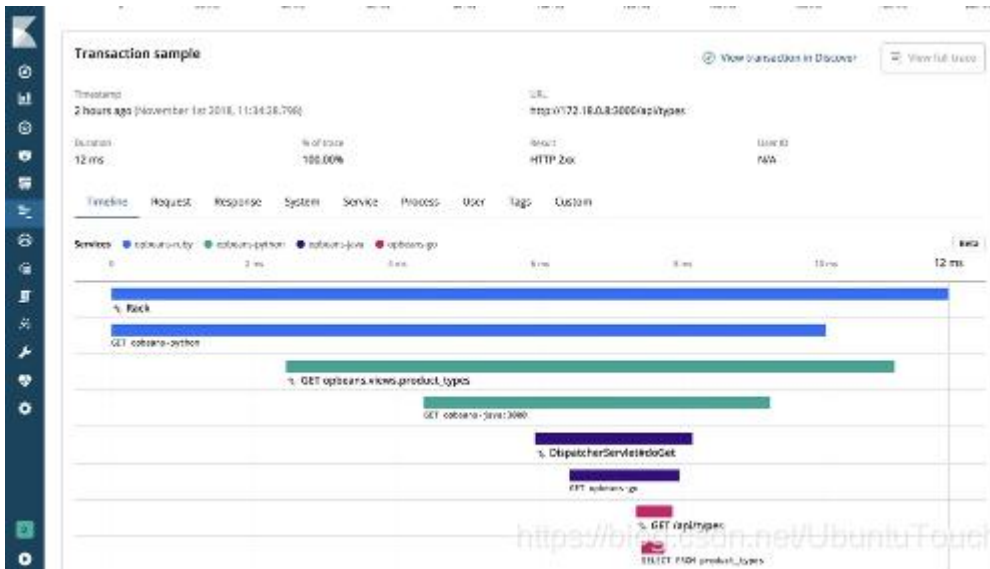 Transaction sample
View transaction in Discover
View full trace
Timestamp
URL
2 hours ago (November 1st 2018, 11:34:28.798)
http://172.18.0.8:3000/api/types
Duration
% of trace
Result
User ID
12 ms
100.00%
HTTP 2xx
N/A
Timeline Request Response System Service Process User Tags Custom
Services opbeans-ruby opbeans-python opbeans-java opbeans-go
Beta
0 2 ms 4 ms 6 ms 8 ms 10 ms 12 ms
Rack
GET opbeans-python
GET opbeans.views.product_types
GET opbeans-java:3000
DispatcherServlet#doGet
GET opbeans-go
GET /api/types
SELECT FROM product_types
https://blog.csdn.net/UbuntuTouch